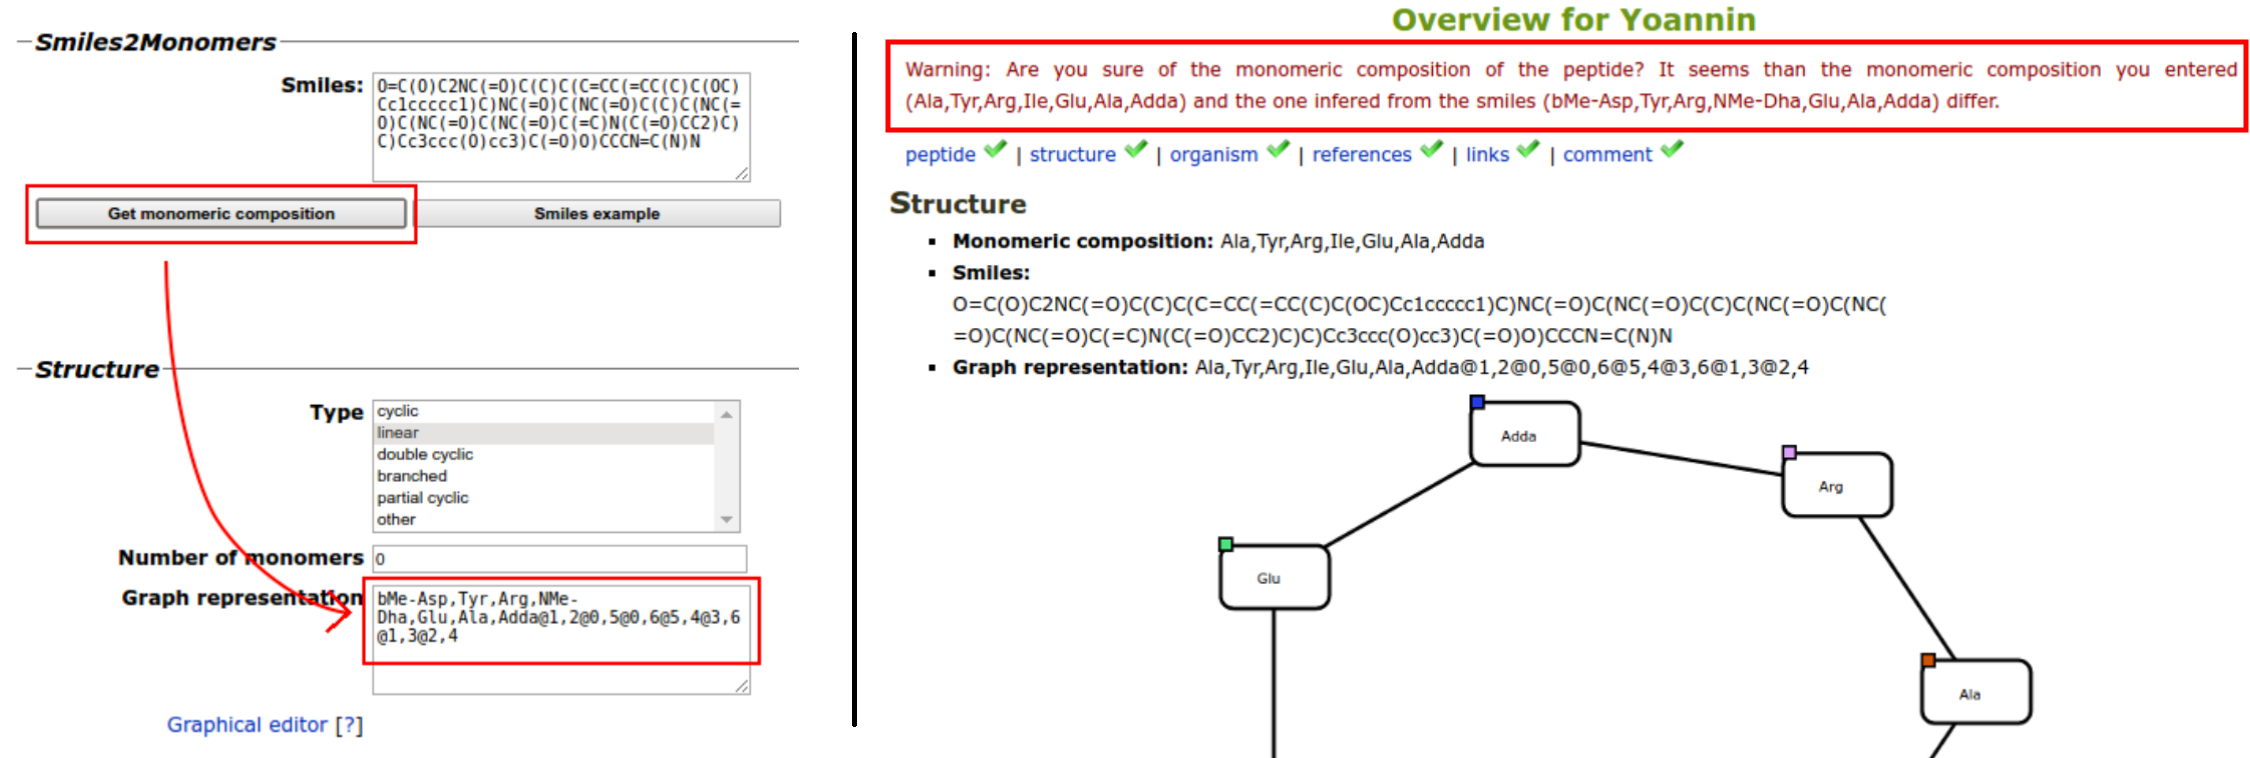 Smiles2Monomers
Smiles:
O=C(O)C2NC(=O)C(C)C(C=CC(=CC(C)C(OC)
Cc1ccccc1)C)NC(=O)C(NC(=O)C(C)C(NC(=
O)C(NC(=O)C(NC(=O)C(=C)N(C(=O)CC2)C)
C)Cc3ccc(O)cc3)C(=O)O)CCCN=C(N)N
Get monomeric composition
Smiles example
Structure
Type
cyclic
linear
double cyclic
branched
partial cyclic
other
Number of monomers
0
Graph representation
bMe-Asp,Tyr,Arg,NMe-
Dha,Glu,Ala,Adda@1,2@0,5@0,6@5,4@3,6
@1,3@2,4
Graphical editor [?]
Overview for Yoannin
Warning: Are you sure of the monomeric composition of the peptide? It seems than the monomeric composition you entered
(Ala,Tyr,Arg,Ile,Glu,Ala,Adda) and the one infered from the smiles (bMe-Asp,Tyr,Arg,NMe-Dha,Glu,Ala,Adda) differ.
peptide | structure | organism | references | links | comment
Structure
Monomeric composition: Ala,Tyr,Arg,Ile,Glu,Ala,Adda
Smiles:
O=C(O)C2NC(=O)C(C)C(C=CC(=CC(C)C(OC)Cc1ccccc1)C)NC(=O)C(NC(=O)C(C)C(NC(=O)C(NC(
=O)C(NC(=O)C(=C)N(C(=O)CC2)C)C)Cc3ccc(O)cc3)C(=O)O)CCCN=C(N)N
Graph representation: Ala,Tyr,Arg,Ile,Glu,Ala,Adda@1,2@0,5@0,6@5,4@3,6@1,3@2,4
Adda
Arg
Glu
Ala